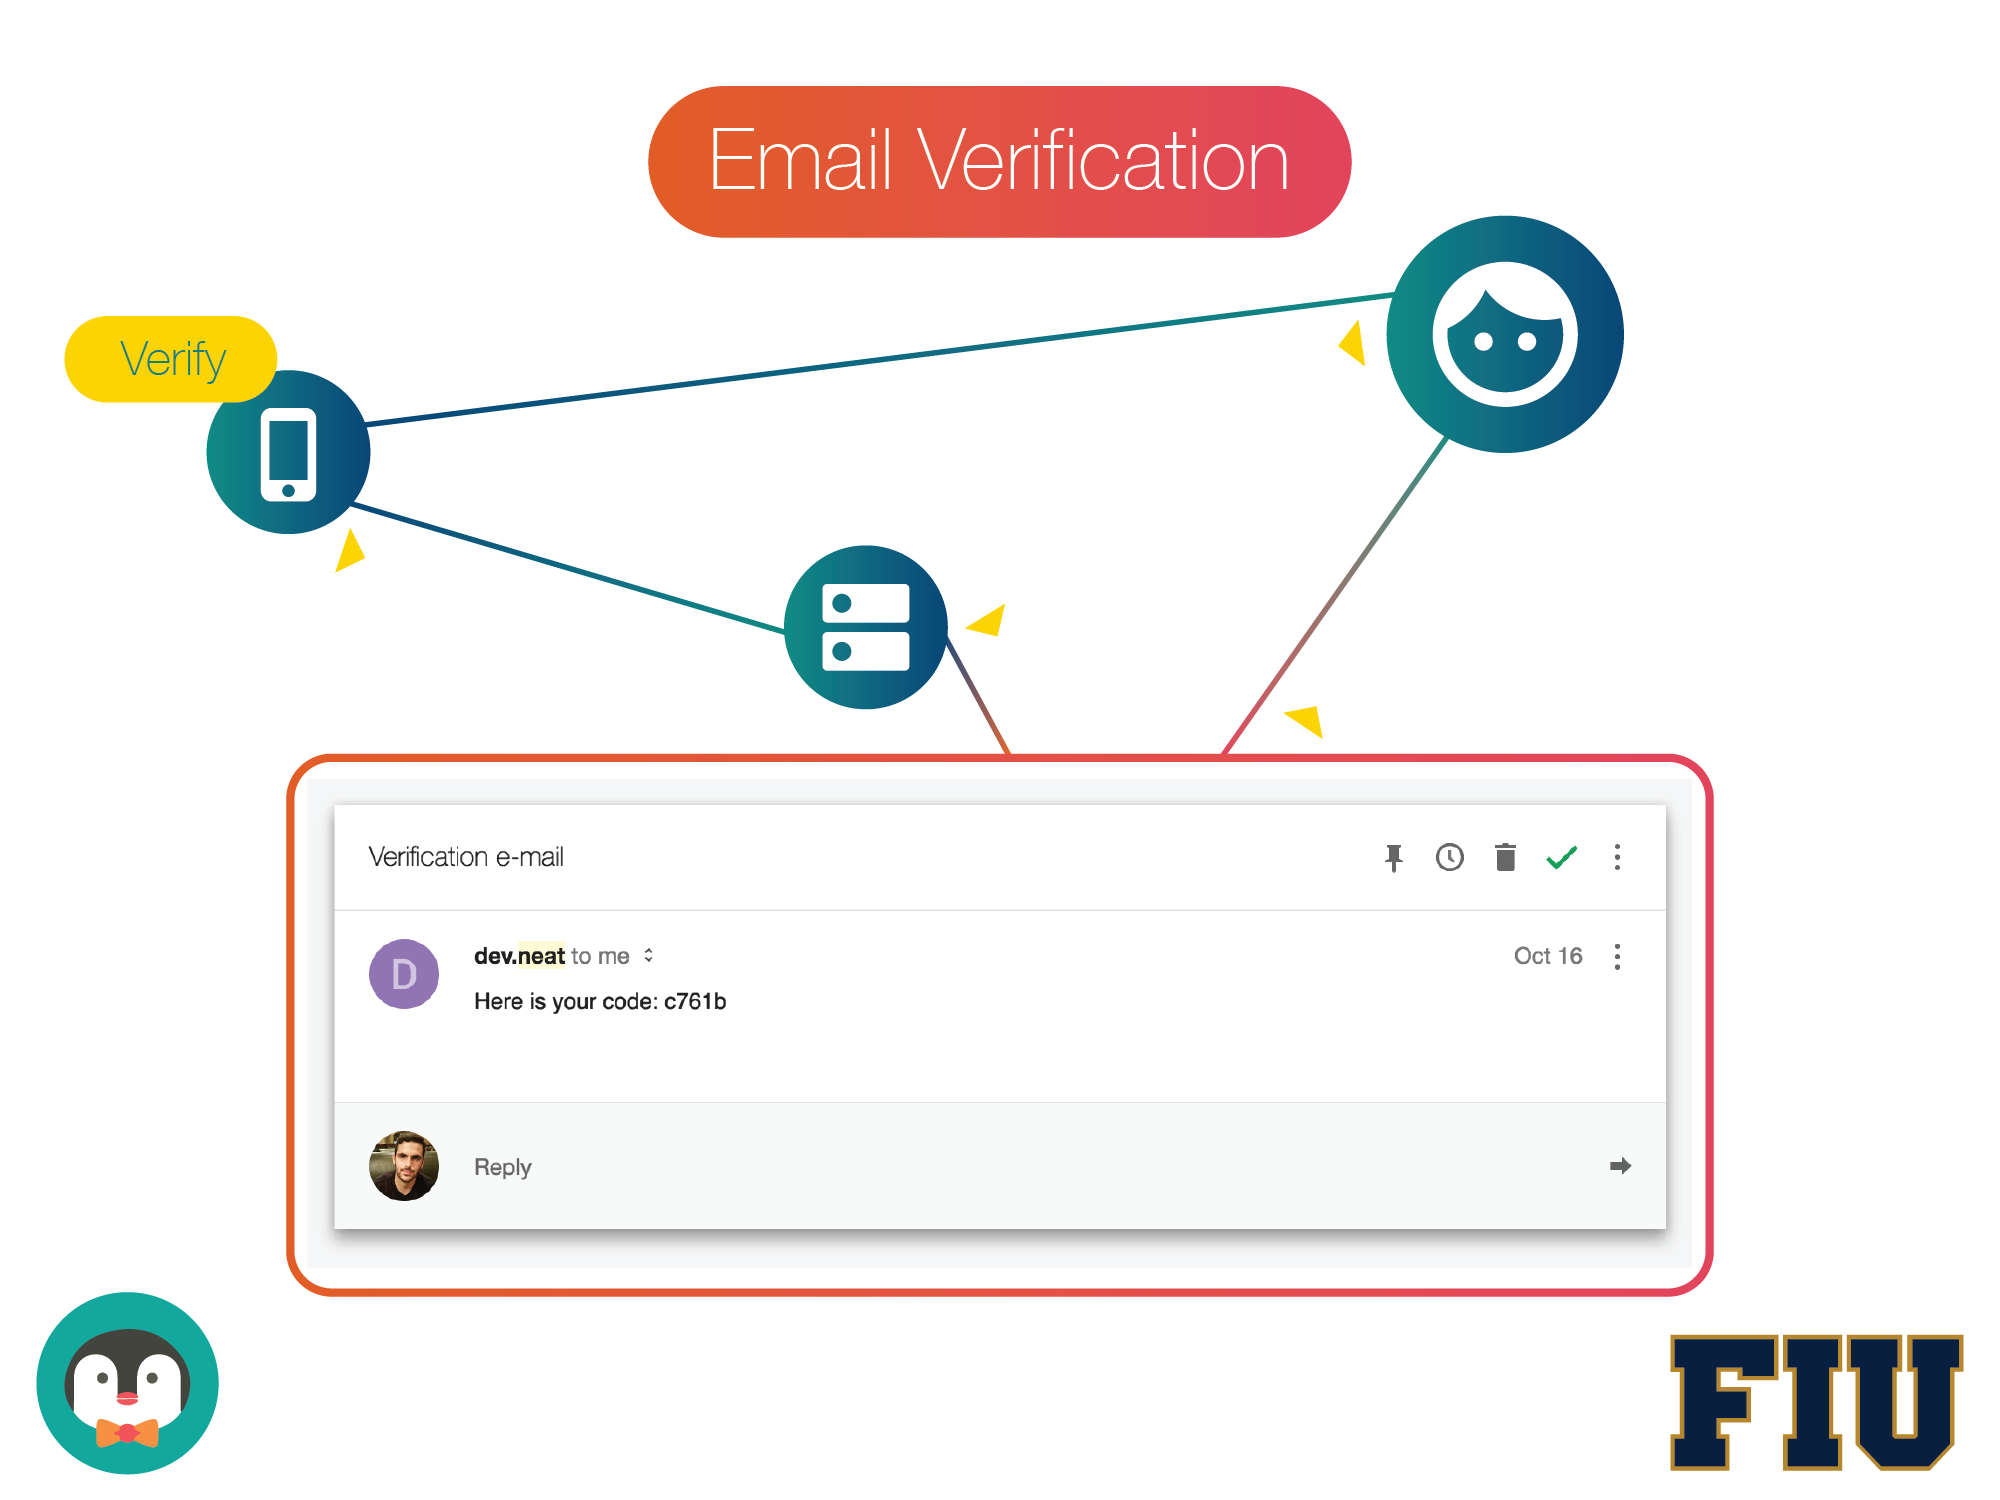 Email Verification
Verify
Verification e-mail
D
dev.neat to me
Oct 16
Here is your code: c761b
Reply
FIU